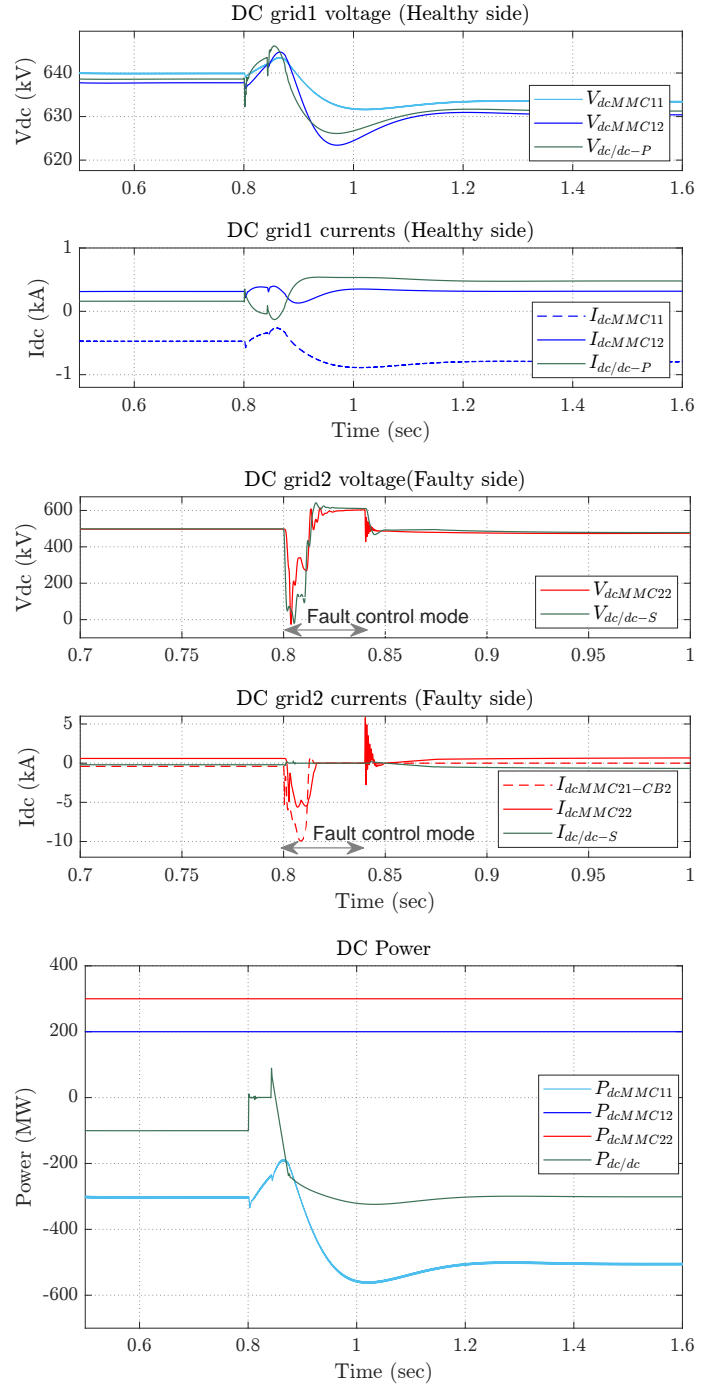 DC grid1 voltage (Healthy side)
Vdc (kV)
640
630
620
V_dcMMC11
V_dcMMC12
V_dc/dc-P
0.6
0.8
1
1.2
1.4
1.6
DC grid1 currents (Healthy side)
Idc (kA)
1
0
-1
I_dcMMC11
I_dcMMC12
I_dc/dc-P
0.6
0.8
1
1.2
1.4
1.6
Time (sec)
DC grid2 voltage(Faulty side)
Vdc (kV)
600
400
200
0
V_dcMMC22
V_dc/dc-S
Fault control mode
0.7
0.75
0.8
0.85
0.95
0.95
1
DC grid2 currents (Faulty side)
Idc (kA)
5
0
-5
-10
I_dcMMC21-CB2
I_dcMMC22
I_dc/dc-S
Fault control mode
0.7
0.75
0.8
0.85
0.9
0.95
1
Time (sec)
DC Power
Power (MW)
400
200
0
-200
-400
-600
P_dcMMC11
P_dcMMC12
P_dcMMC22
P_dc/dc
0.6
0.8
1
1.2
1.4
1.6
Time (sec)